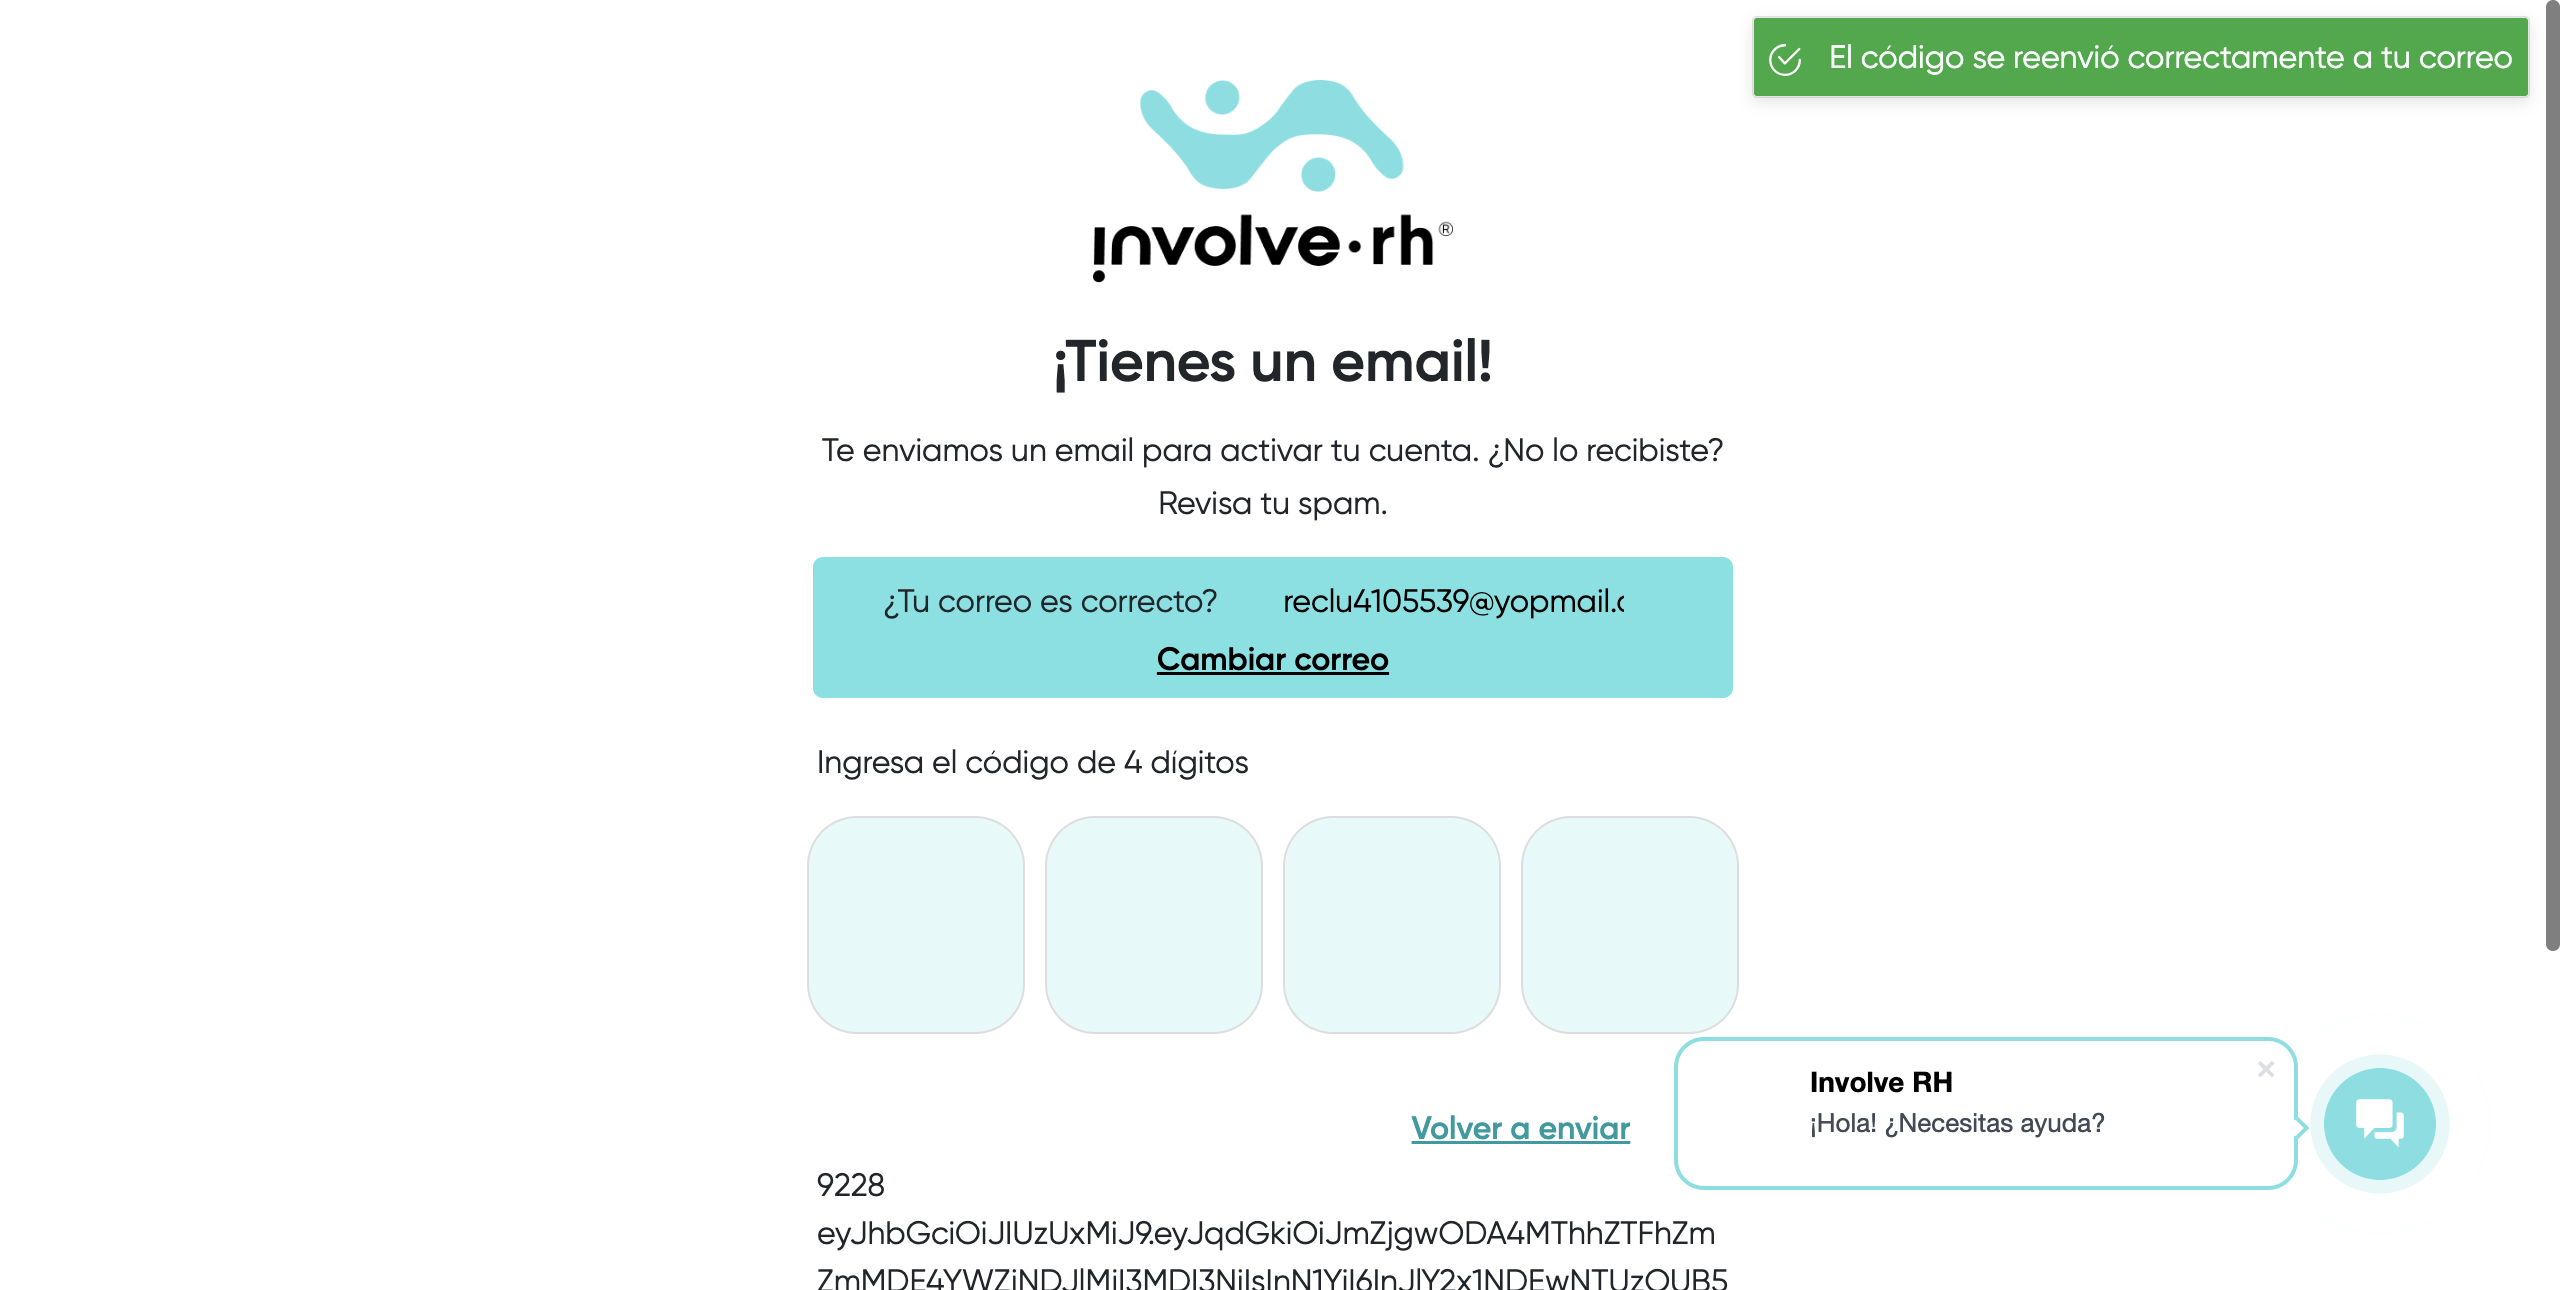 El código se reenvió correctamente a tu correo
involve·rh®
¡Tienes un email!
Te enviamos un email para activar tu cuenta. ¿No lo recibiste?
Revisa tu spam.
¿Tu correo es correcto? reclu4105539@yopmail.c
Cambiar correo
Ingresa el código de 4 dígitos
Involve RH
¡Hola! ¿Necesitas ayuda?
Volver a enviar
9228
eyJhbGciOiJIUzUxMiJ9.eyJqdGkiOiJmZjgwODA4MThhZTFhZm
ZmMDE4YWZiNDJlMjI3MDI3NiIsInN1YiI6InJlY2x1NDEwNTUzOUB5